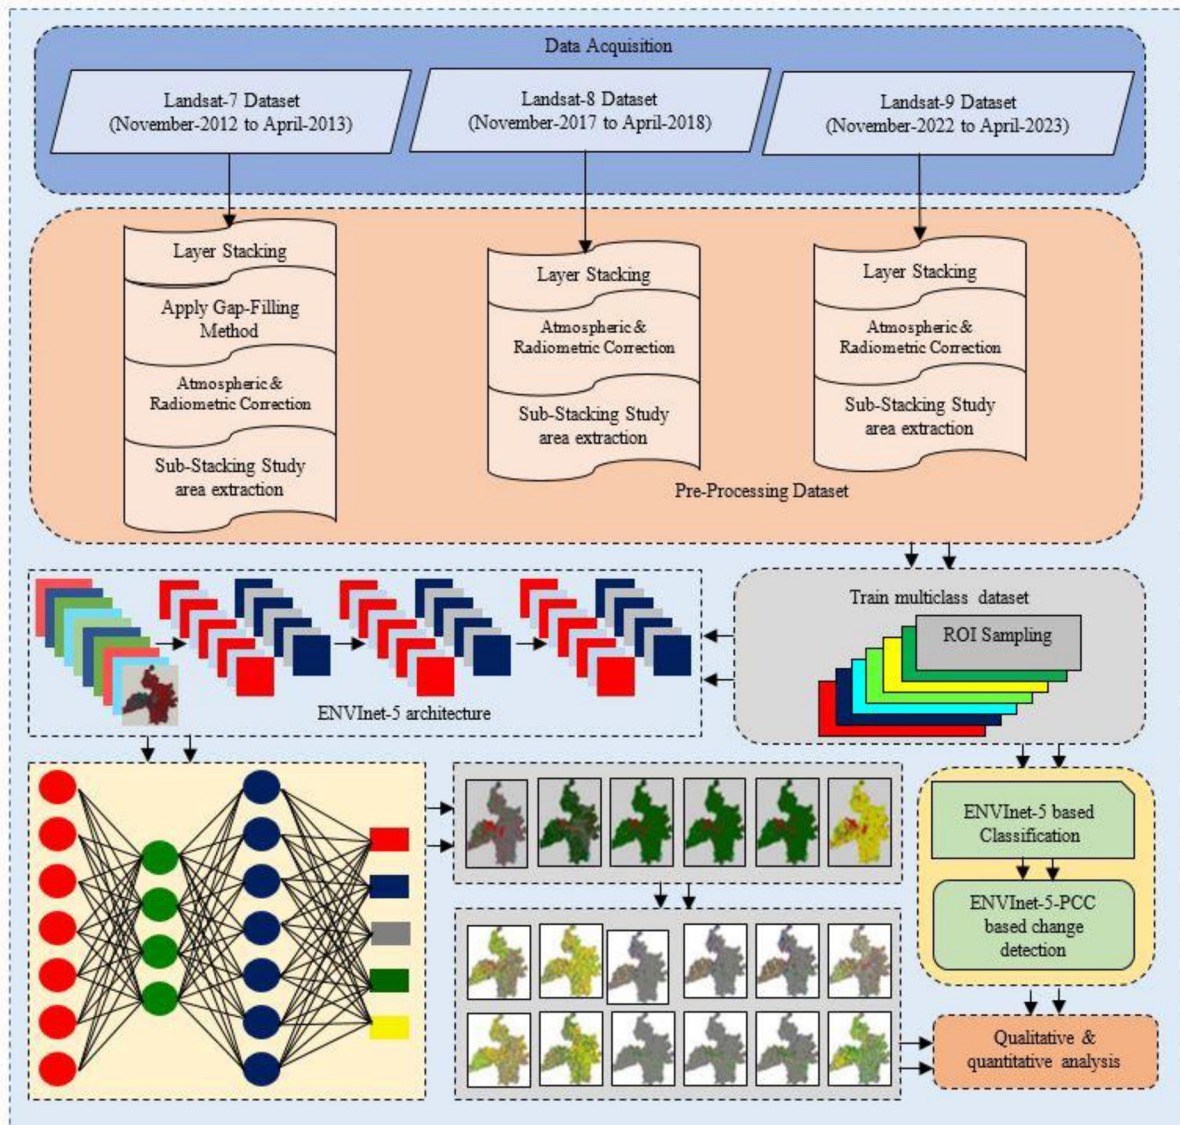 Data Acquisition
Landsat-7 Dataset
(November-2012 to April-2013)
Landsat-8 Dataset
(November-2017 to April-2018)
Landsat-9 Dataset
(November-2022 to April-2023)
Layer Stacking
Apply Gap-Filling
Method
Atmospheric &
Radiometric Correction
Sub-Stacking Study
area extraction
Layer Stacking
Atmospheric &
Radiometric Correction
Sub-Stacking Study
area extraction
Layer Stacking
Atmospheric &
Radiometric Correction
Sub-Stacking Study
area extraction
Pre-Processing Dataset
ENVInet-5 architecture
Train multiclass dataset
ROI Sampling
ENVInet-5 based
Classification
ENVInet-5-PCC
based change
detection
Qualitative &
quantitative analysis